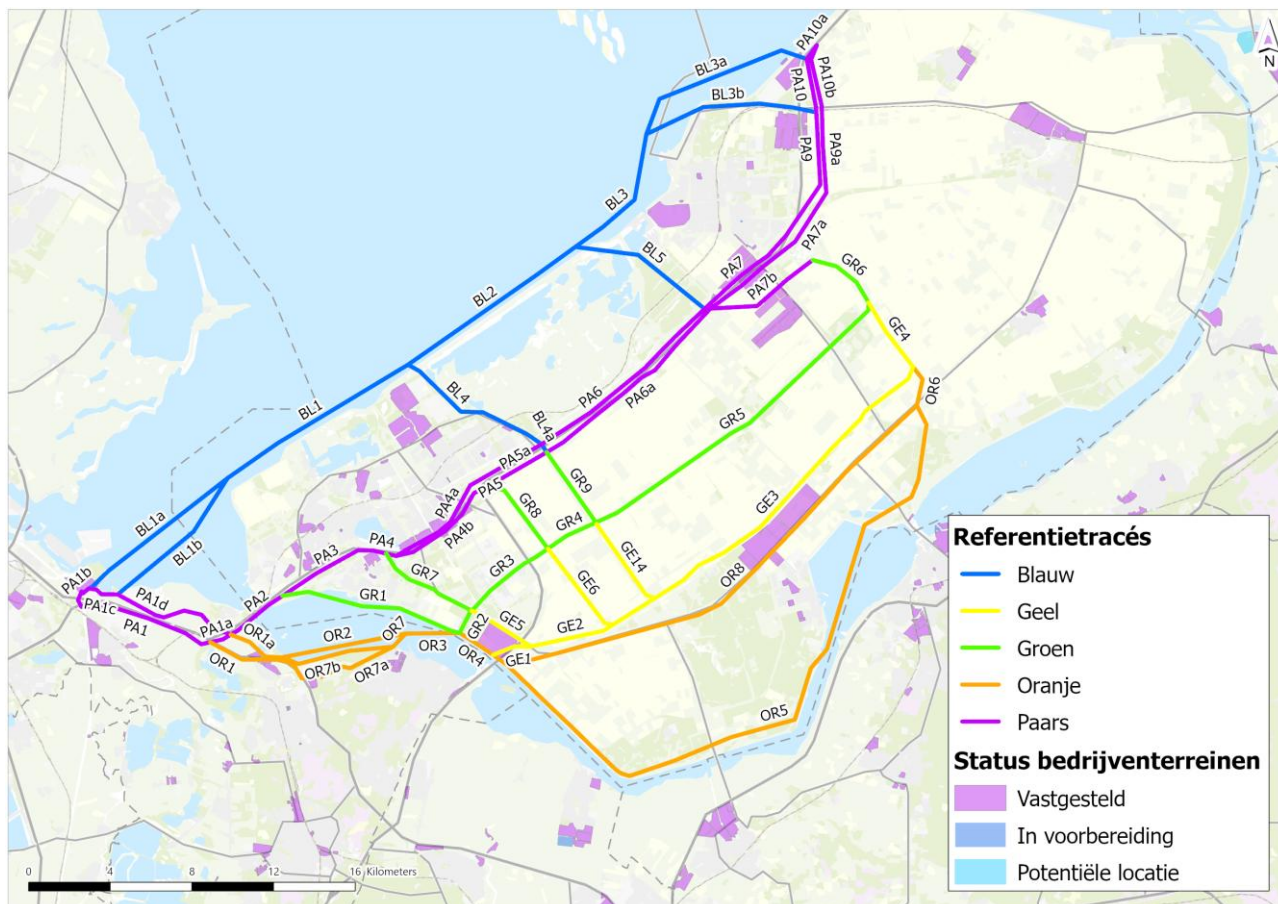 PA10a
BL3a
PA10
PA10b
BL3b
PA9
PA9a
BL3
PA7a
BL5
PA7
GR6
PA7b
BL2
GE4
OR6
BL4
BL1
PA6
PA6a
BL4a
GR5
PA5a
PA5
PA4a
PA4b
GR9
GR8
GR4
GE3
BL1a
BL1b
PA4
PA3
GR7
GR3
GE14
GE6
OR8
PA1b
PA1d
PA2
PA1c
PA1
PA1a
GR1
GR2
GE5
GE2
OR1a
OR2
OR7
OR3
OR4
GE1
OR1
OR7b
OR7a
OR5
N
0 4 8 12 16 Kilometers
Referentietracés
Blauw
Geel
Groen
Oranje
Paars
Status bedrijventerreinen
Vastgesteld
In voorbereiding
Potentiële locatie